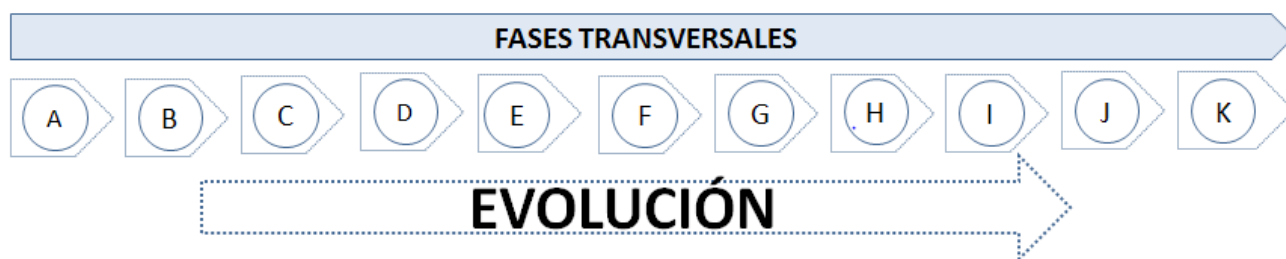 FASES TRANSVERSALES
A B C D E F G H I J K
EVOLUCIÓN